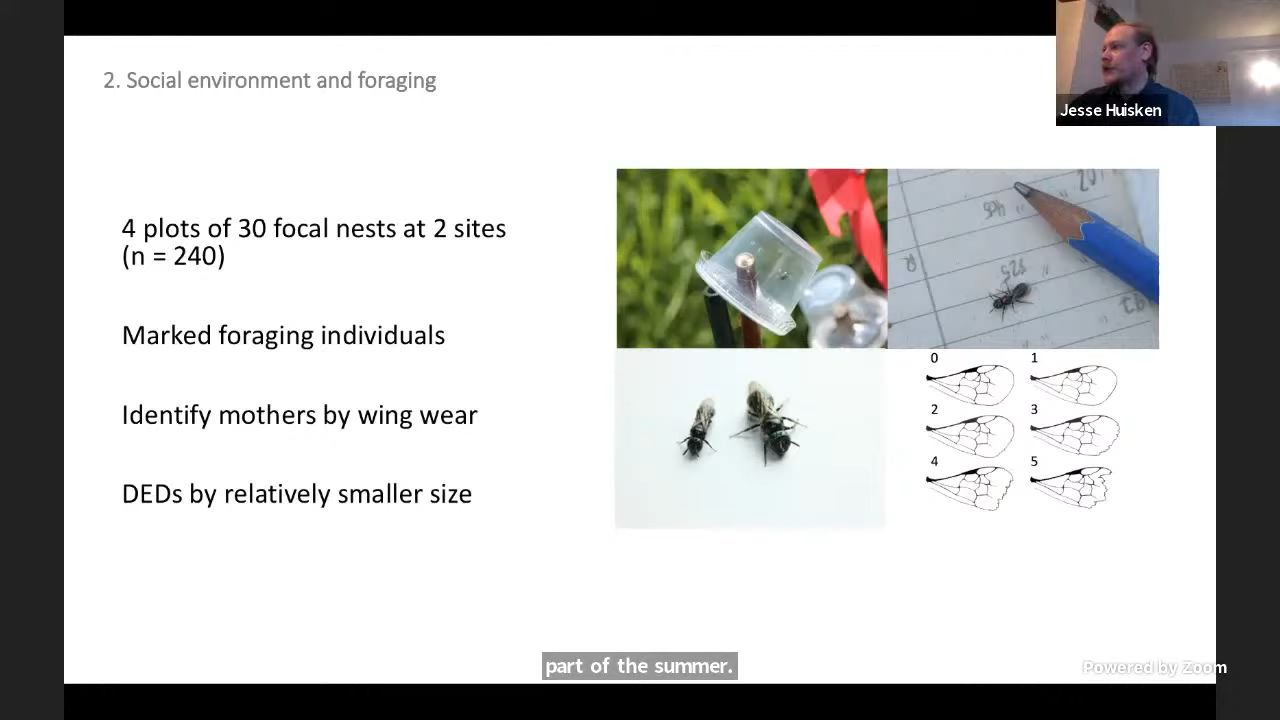 2. Social environment and foraging
Jesse Huisken
4 plots of 30 focal nests at 2 sites
(n = 240)
Marked foraging individuals
Identify mothers by wing wear
DEDs by relatively smaller size
0 1
2 3
4 5
part of the summer.
Powered by Zoom